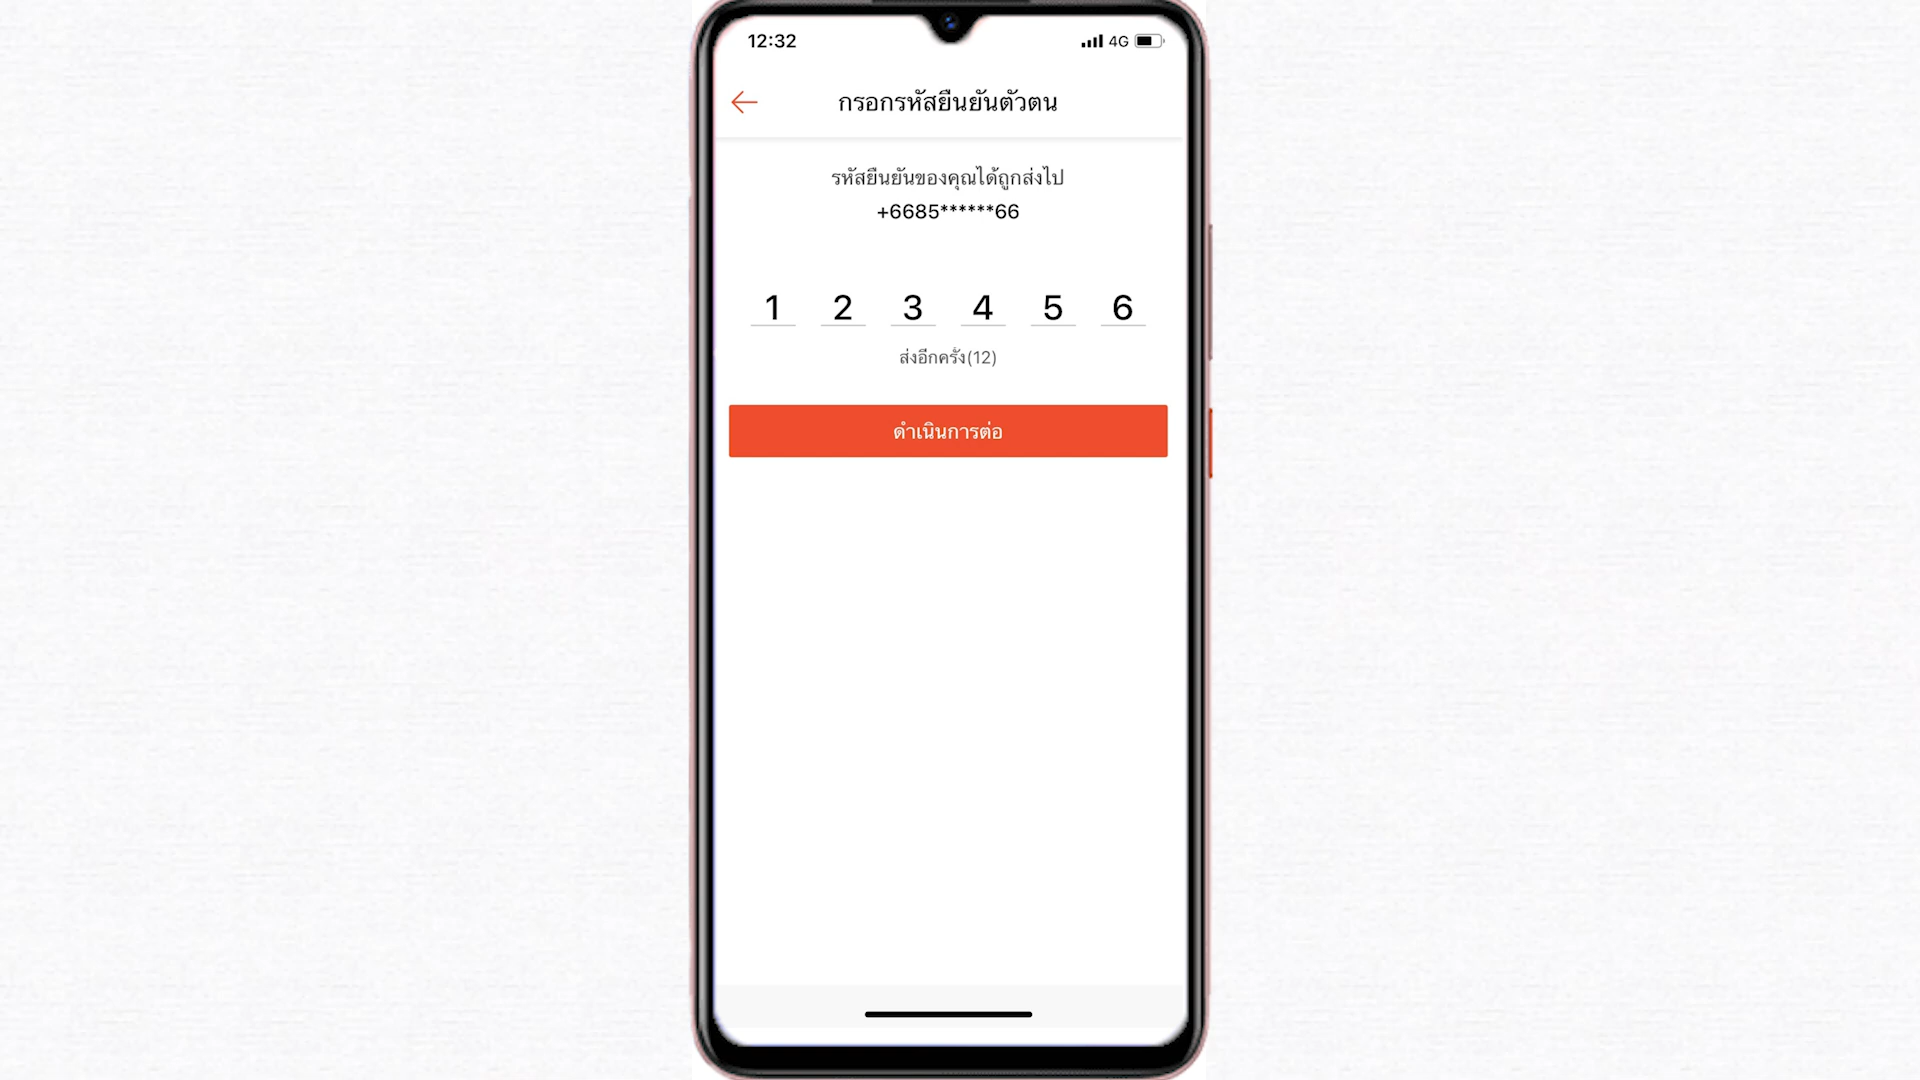 12:32 4G
กรอกรหัสยืนยันตัวตน
รหัสยืนยันของคุณได้ถูกส่งไป
+6685******66
1 2 3 4 5 6
ส่งอีกครั้ง(12)
ดำเนินการต่อ